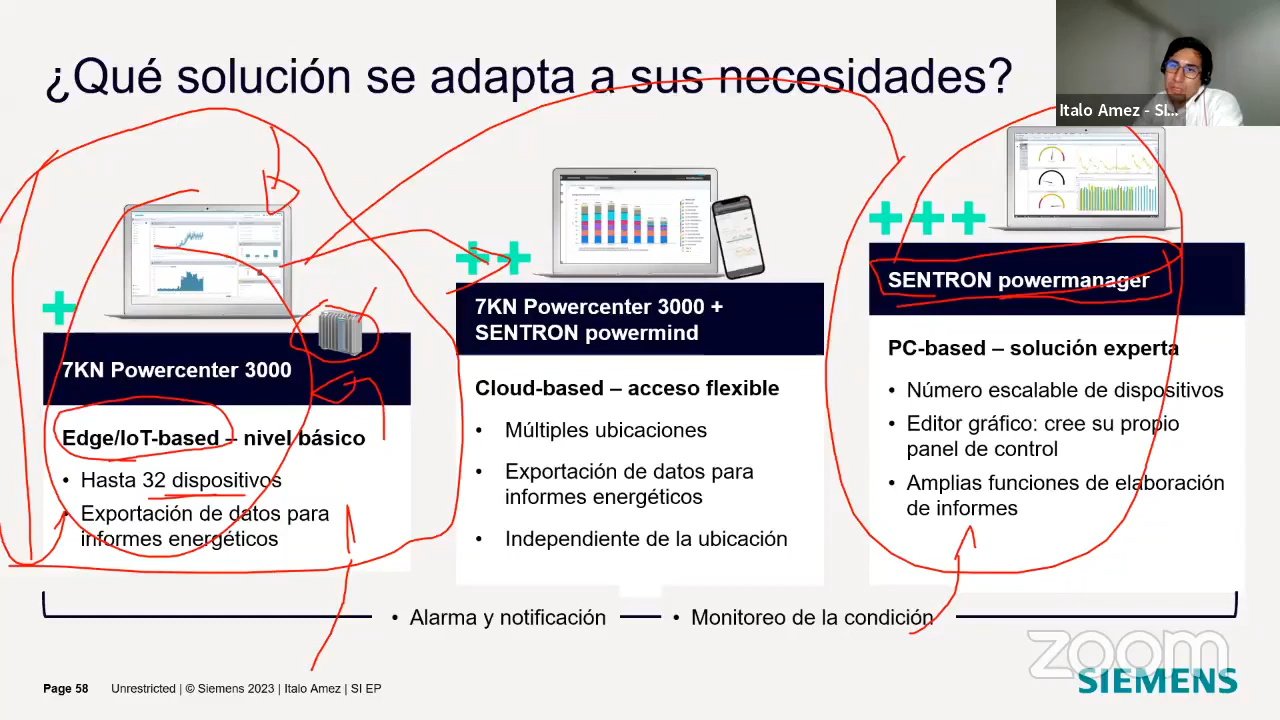 ¿Qué solución se adapta a sus necesidades?
Italo Amez - SI...
7KN Powercenter 3000
Edge/IoT-based – nivel básico
• Hasta 32 dispositivos
• Exportación de datos para
informes energéticos
7KN Powercenter 3000 +
SENTRON powermind
Cloud-based – acceso flexible
• Múltiples ubicaciones
• Exportación de datos para
informes energéticos
• Independiente de la ubicación
SENTRON powermanager
PC-based – solución experta
• Número escalable de dispositivos
• Editor gráfico: cree su propio
panel de control
• Amplias funciones de elaboración
de informes
• Alarma y notificación
• Monitoreo de la condición
zoom
SIEMENS
Page 58 Unrestricted | © Siemens 2023 | Italo Amez | SI EP